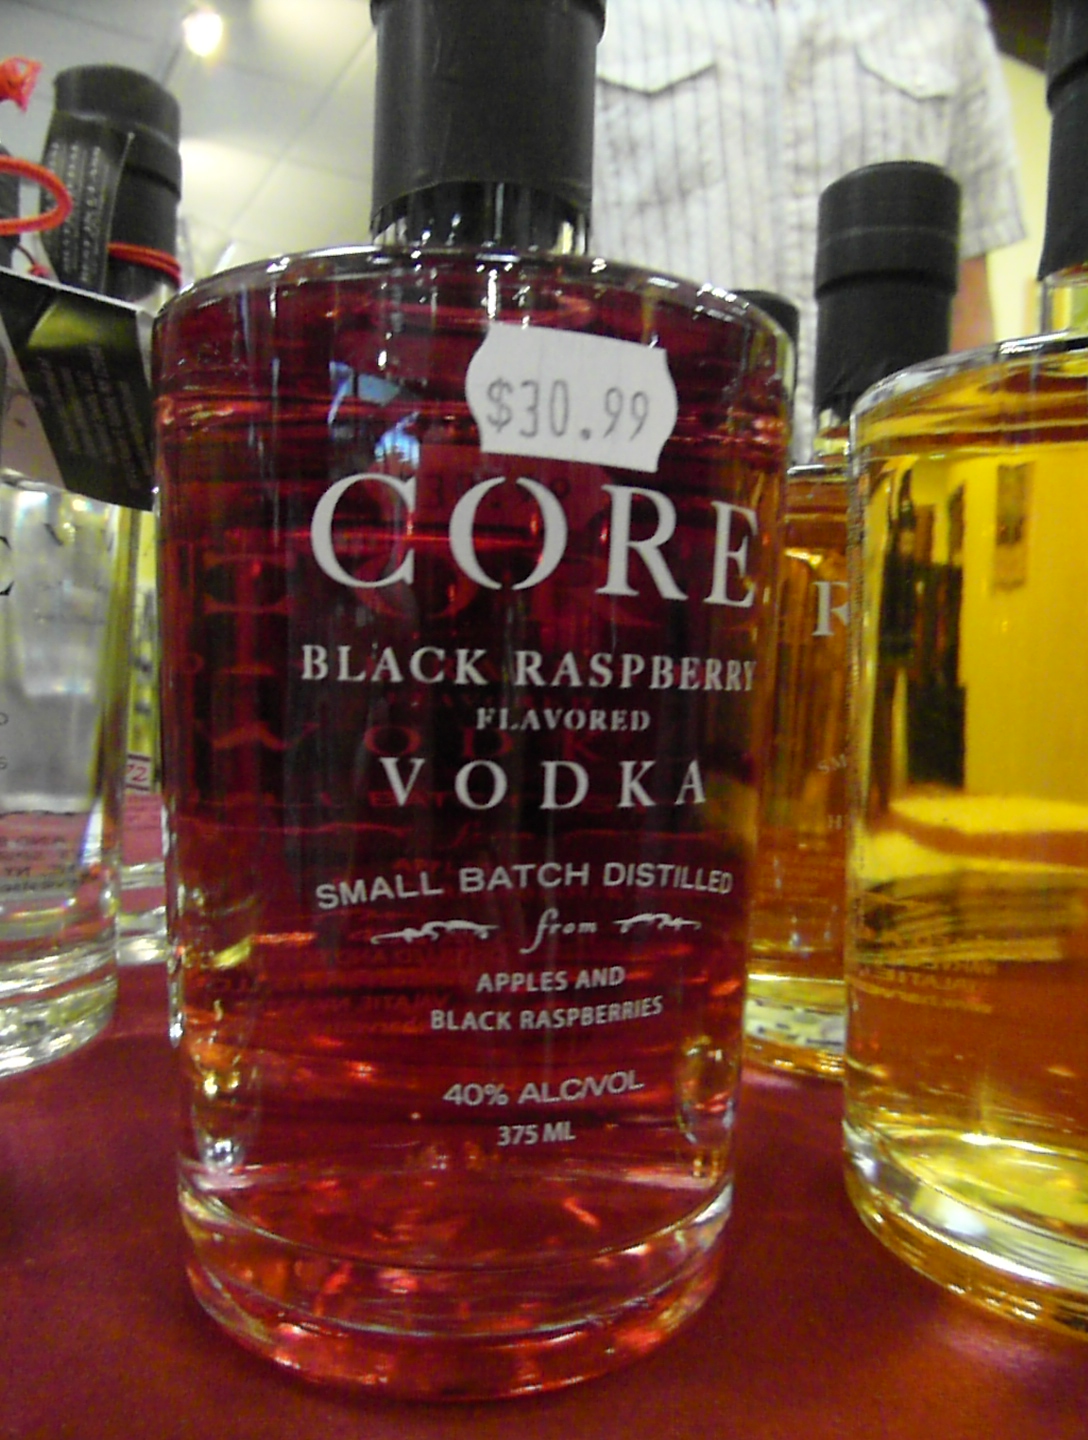 $30.99
CORE
BLACK RASPBERRY
FLAVORED
VODKA
SMALL BATCH DISTILLED
from
APPLES AND
BLACK RASPBERRIES
40% ALC/VOL
375 ML
R